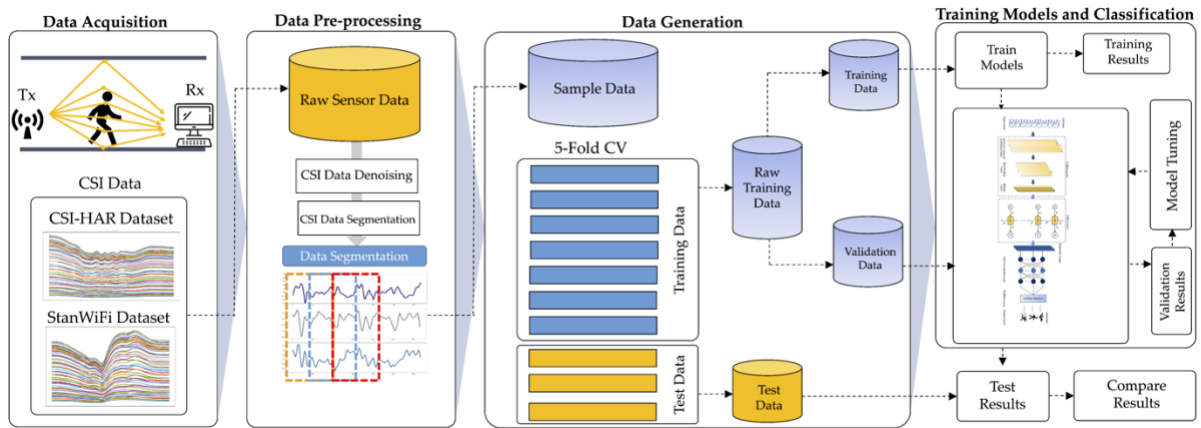 Data Acquisition
Tx
Rx
CSI Data
CSI-HAR Dataset
StanWiFi Dataset
Data Pre-processing
Raw Sensor Data
CSI Data Denoising
CSI Data Segmentation
Data Segmentation
Data Generation
Sample Data
5-Fold CV
Training Data
Test Data
Raw
Training
Data
Training
Data
Validation
Data
Test
Data
Training Models and Classification
Train
Models
Training
Results
Model Tuning
Validation
Results
Test
Results
Compare
Results